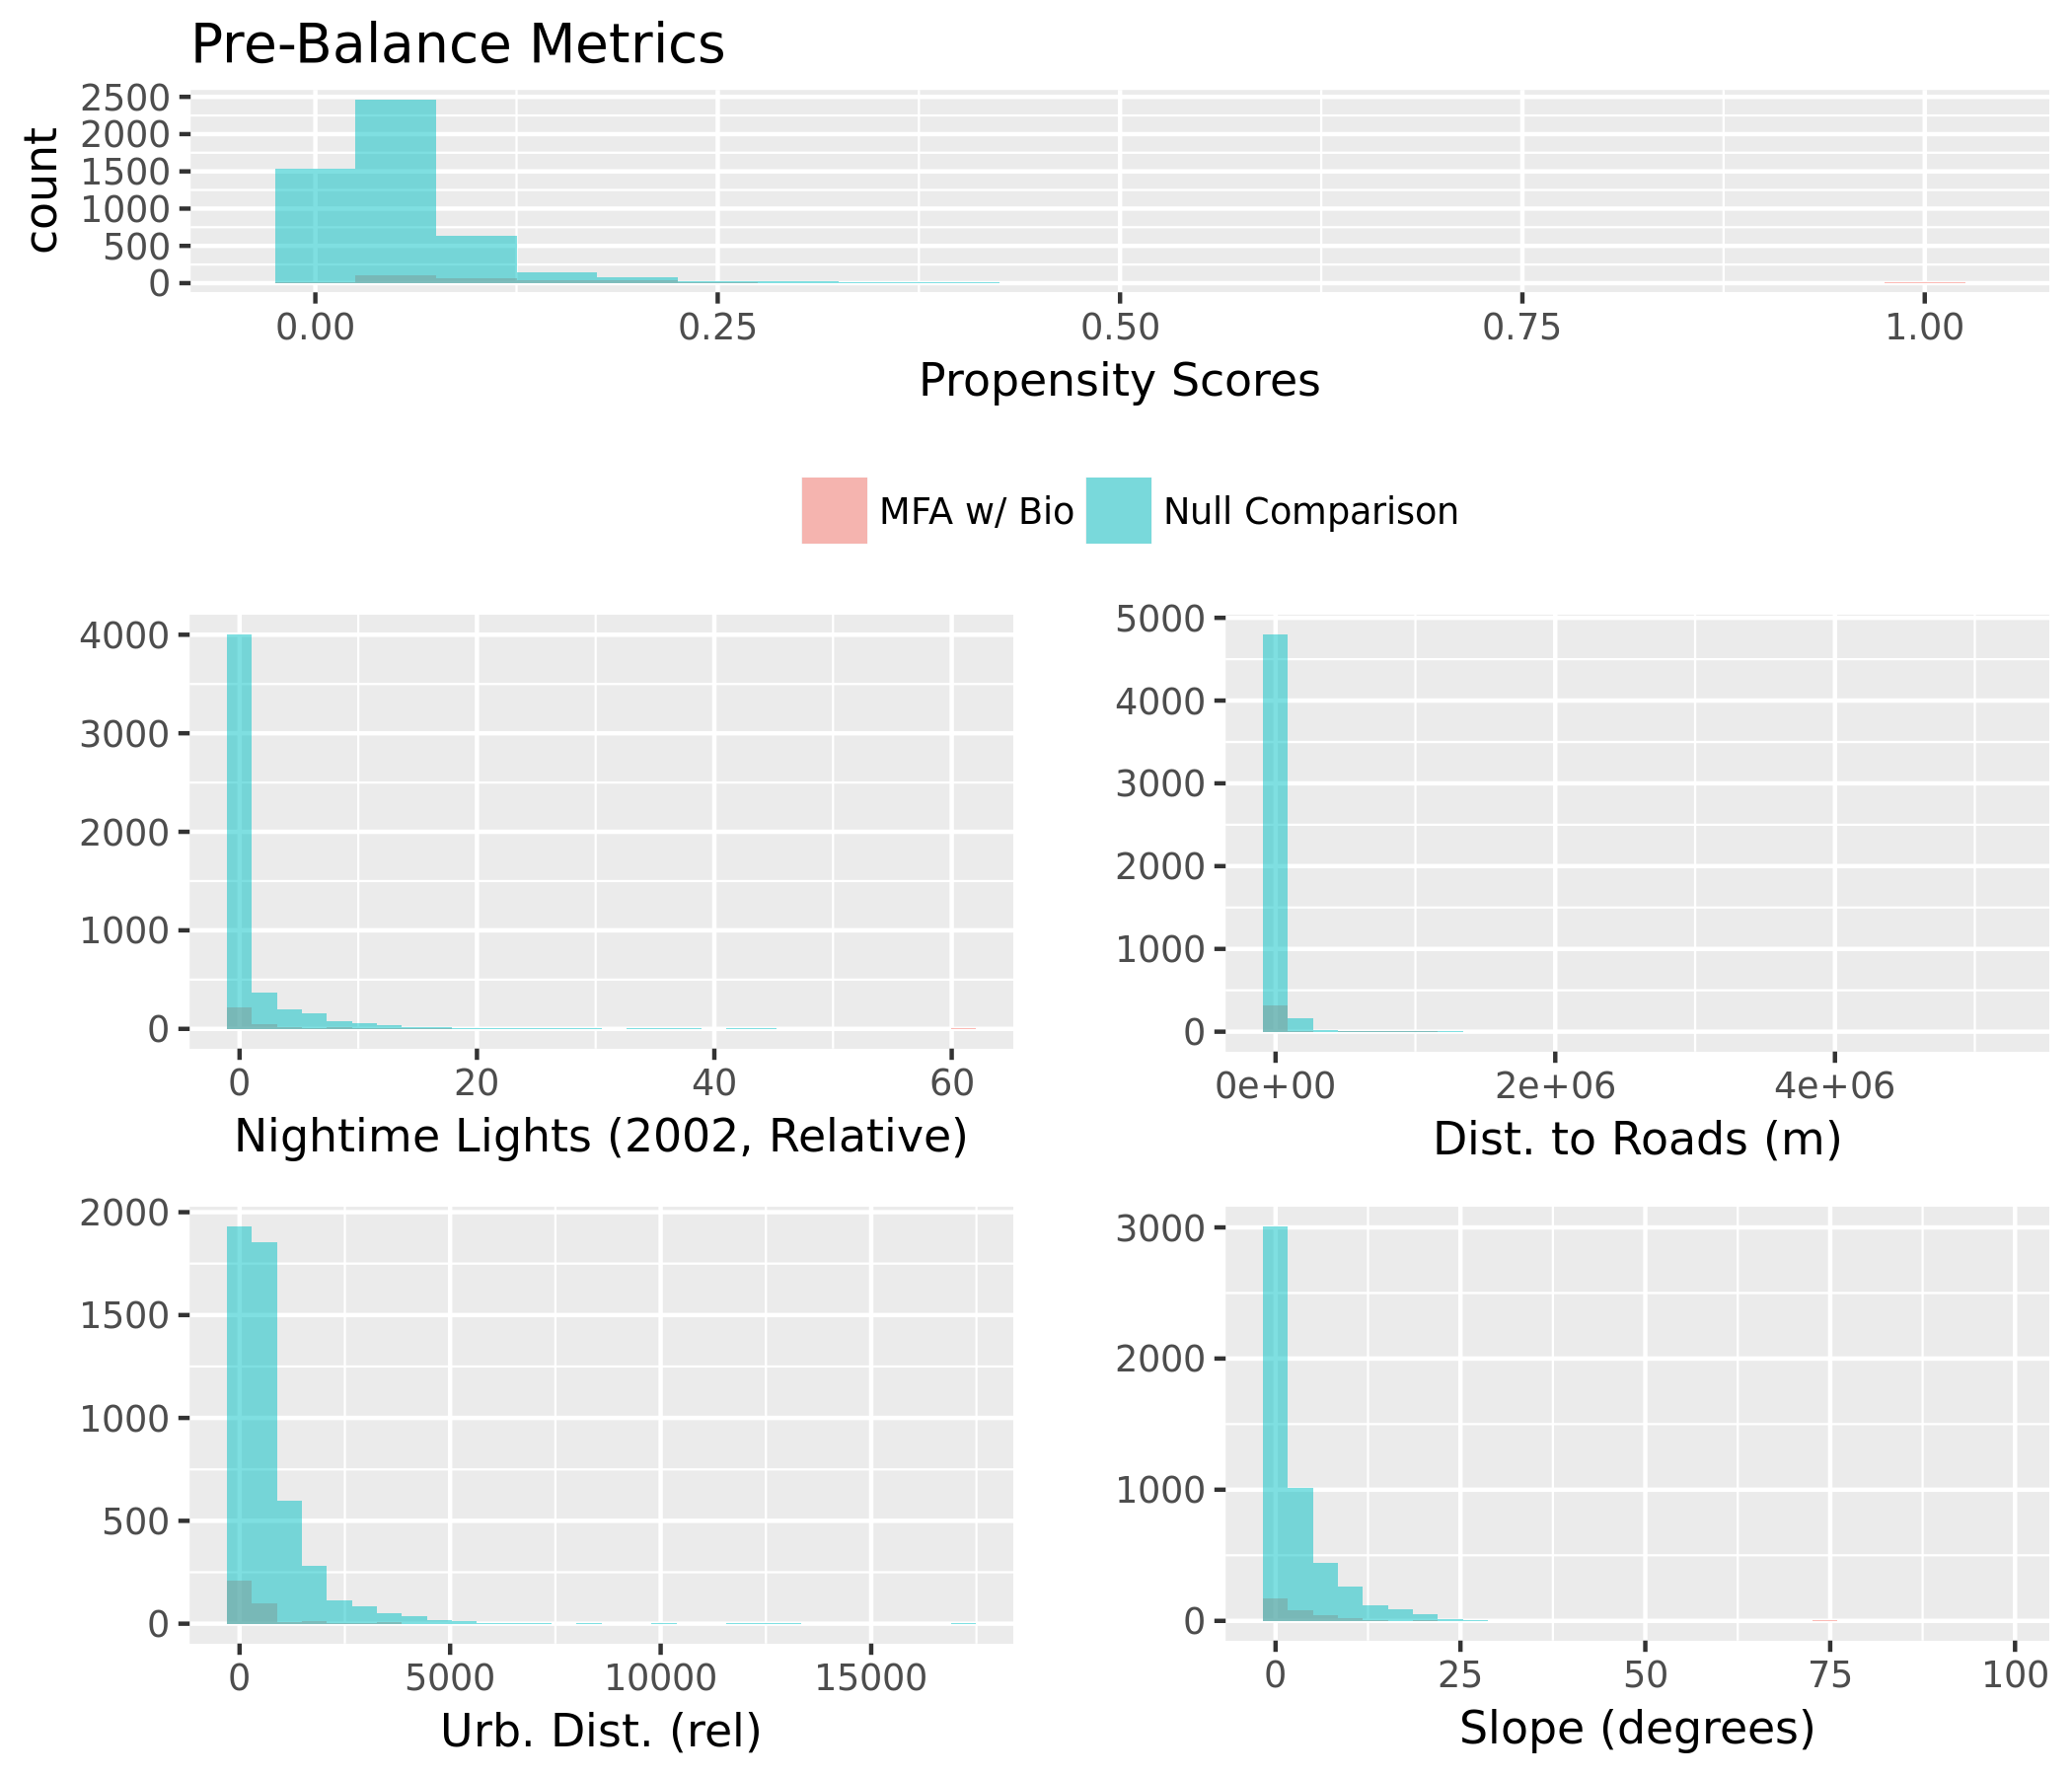 Pre-Balance Metrics
count
2500
2000
1500
1000
500
0
0.00 0.25 0.50 0.75 1.00
Propensity Scores
MFA w/ Bio Null Comparison
4000
3000
2000
1000
0
0 20 40 60
Nightime Lights (2002, Relative)
5000
4000
3000
2000
1000
0
0e+00 2e+06 4e+06
Dist. to Roads (m)
2000
1500
1000
500
0
0 5000 10000 15000
Urb. Dist. (rel)
3000
2000
1000
0
0 25 50 75 100
Slope (degrees)